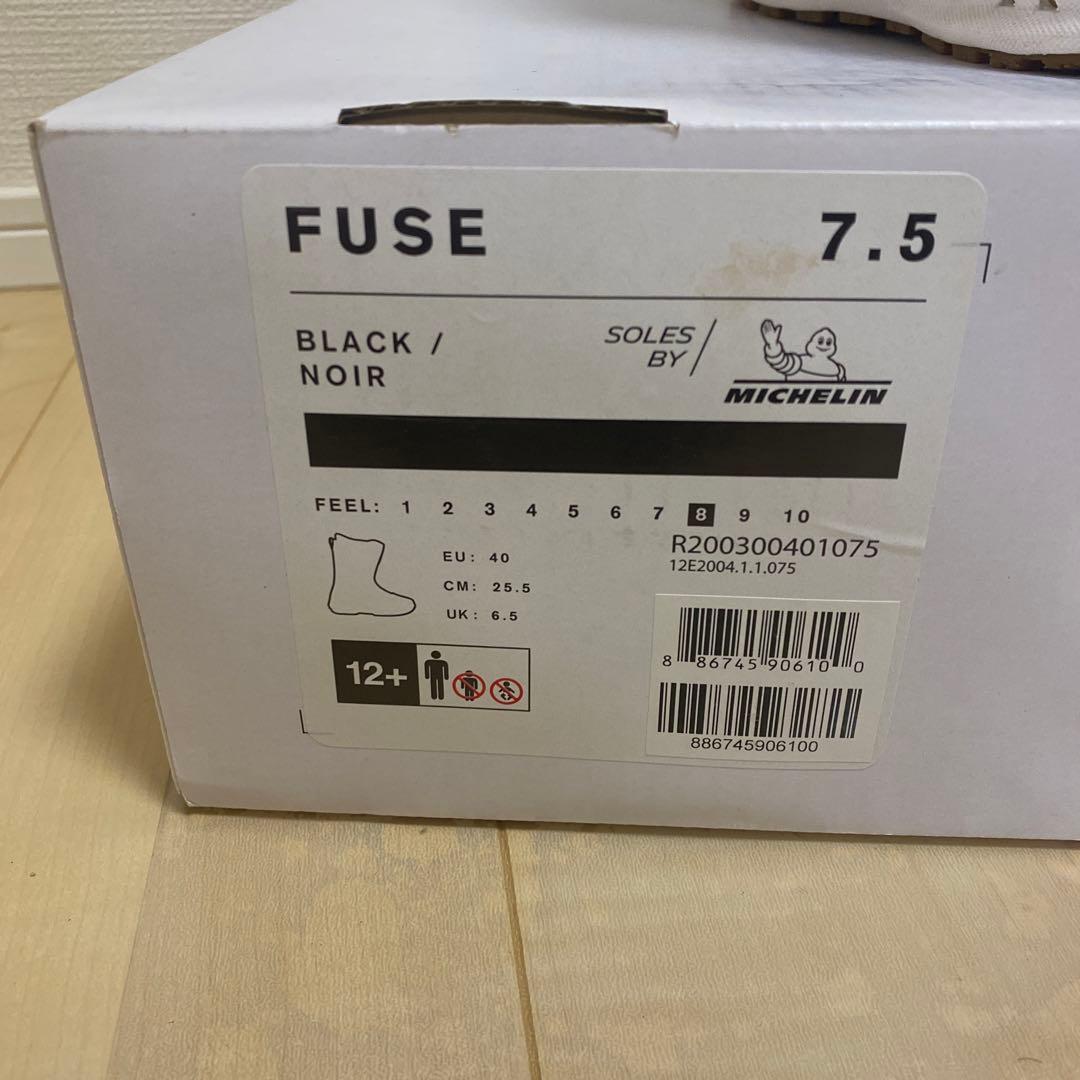 FUSE 7.5
BLACK /
NOIR
SOLES
BY
MICHELIN
FEEL: 1 2 3 4 5 6 7 8 9 10
R200300401075
12E2004.1.1.075
EU: 40
CM: 25.5
UK: 6.5
12+
8 86745 90610 0
886745906100